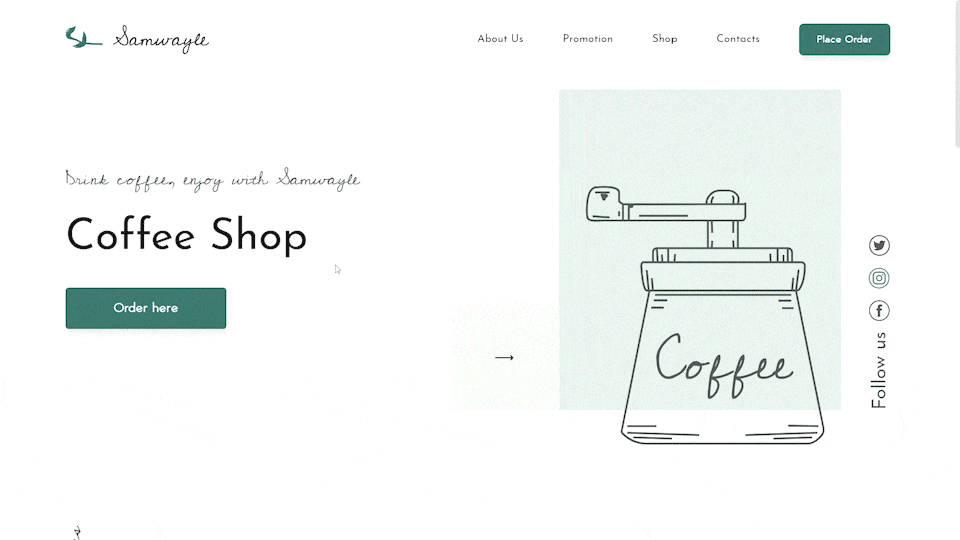 Samwayle
About Us
Promotion
Shop
Contacts
Place Order
Drink coffee, enjoy with Samwayle
Coffee Shop
Order here
Coffee
Follow us